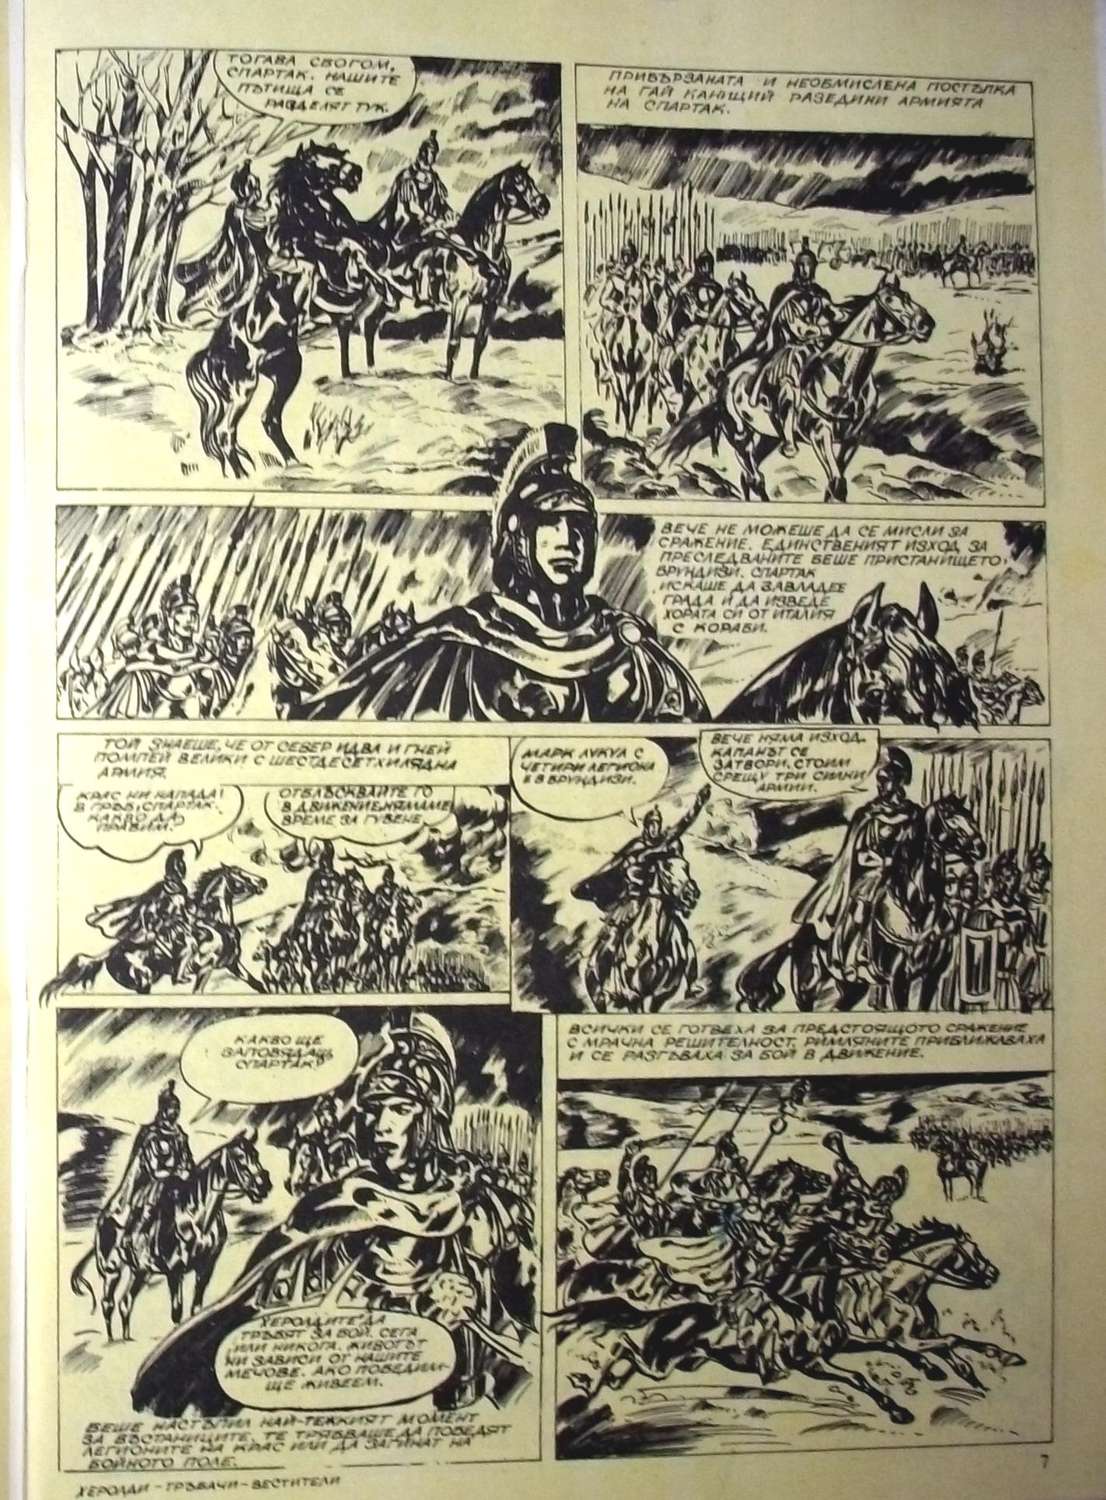 ТОГАВА СБОГОМ,
СПАРТАК. НАШИТЕ
ПЪТИЩА СЕ
РАЗДЕЛЯТ ТУК.
ПРИБЪРЗАНАТА И НЕОБМИСЛЕНА ПОСТЪПКА
НА ГАЙ КАНИЦИЙ РАЗЕДИНИ АРМИЯТА
НА СПАРТАК.
ВЕЧЕ НЕ МОЖЕШЕ ДА СЕ МИСЛИ ЗА
СРАЖЕНИЕ. ЕДИНСТВЕНИЯТ ИЗХОД ЗА
ПРЕСЛЕДВАНИТЕ БЕШЕ ПРИСТАНИЩЕТО
БРУНДИЗИ. СПАРТАК
ИСКАШЕ ДА ЗАВЛАДЕЕ
ГРАДА И ДА ИЗВЕДЕ
ХОРАТА СИ ОТ ИТАЛИЯ
С КОРАБИ.
ТОЙ ЗНАЕШЕ, ЧЕ ОТ СЕВЕР ИДВА И ГНЕЙ
ПОМПЕЙ ВЕЛИКИ С ШЕСТДЕСЕТХИЛЯДНА
АРМИЯ.
КРАС НИ НАПАДА
В ГРЪБ, СПАРТАК.
КАКВО ДА
ПРАВИМ?
ОТБЛЪСКВАЙТЕ ГО
В ДВИЖЕНИЕ. НЯМАМЕ
ВРЕМЕ ЗА ГУБЕНЕ.
МАРК ЛУКУЛ С
ЧЕТИРИ ЛЕГИОНА
Е В БРУНДИЗИ.
ВЕЧЕ НЯМА ИЗХОД.
КАПАНЪТ СЕ
ЗАТВОРИ. СТОИМ
СРЕЩУ ТРИ СИЛНИ
АРМИИ.
КАКВО ЩЕ
ЗАПОВЯДАШ,
СПАРТАК?
ХЕРОЛДИТЕ ДА
ТРЪБЯТ ЗА БОЙ. СЕГА
ИЛИ НИКОГА. ЖИВОТЪТ
НИ ЗАВИСИ ОТ НАШИТЕ
МЕЧОВЕ. АКО ПОБЕДИМ-
ЩЕ ЖИВЕЕМ.
БЕШЕ НАСТЪПИЛ НАЙ-ТЕЖКИЯТ МОМЕНТ
ЗА ВЪСТАНИЦИТЕ. ТЕ ТРЯБВАШЕ ДА ПОБЕДЯТ
ЛЕГИОНИТЕ НА КРАС ИЛИ ДА ЗАГИНАТ НА
БОЙНОТО ПОЛЕ.
ВСИЧКИ СЕ ГОТВЕХА ЗА ПРЕДСТОЯЩОТО СРАЖЕНИЕ
С МРАЧНА РЕШИТЕЛНОСТ. РИМЛЯНИТЕ ПРИБЛИЖАВАХА
И СЕ РАЗГЪВАХА ЗА БОЙ В ДВИЖЕНИЕ.
ХЕРОЛДИ - ТРЪБАЧИ - ВЕСТИТЕЛИ
7